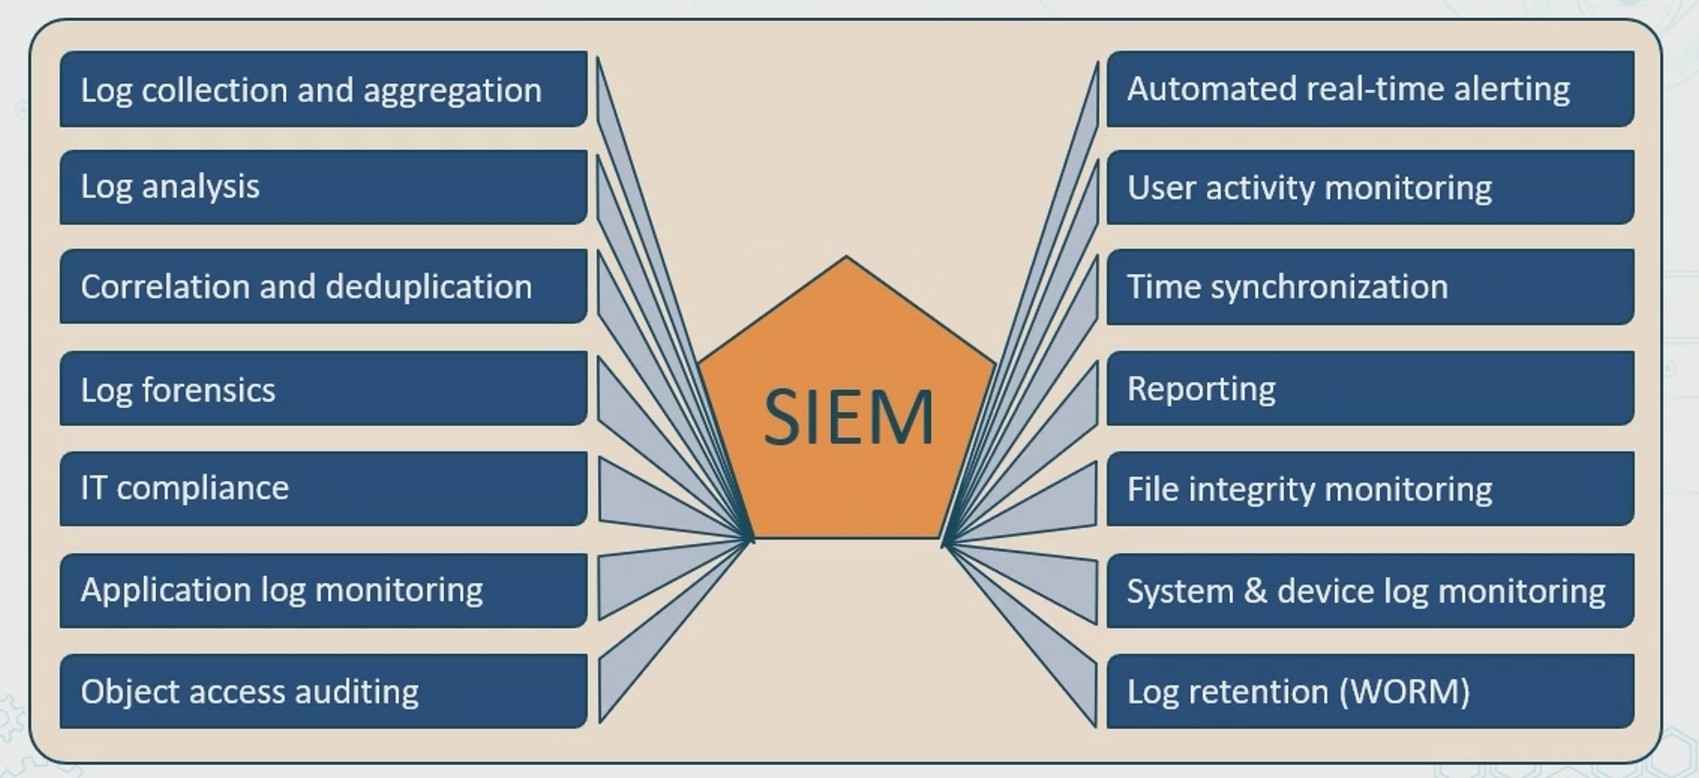 Log collection and aggregation
Log analysis
Correlation and deduplication
Log forensics
IT compliance
Application log monitoring
Object access auditing
SIEM
Automated real-time alerting
User activity monitoring
Time synchronization
Reporting
File integrity monitoring
System & device log monitoring
Log retention (WORM)